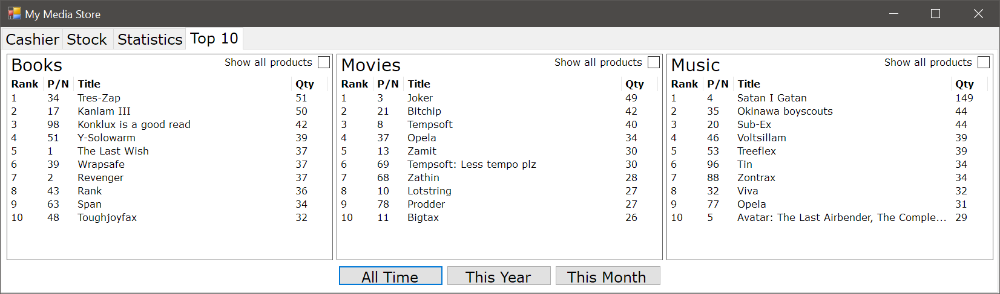 My Media Store
Cashier Stock Statistics Top 10
Books Show all products
Rank P/N Title Qty
1 34 Tres-Zap 51
2 17 Kanlam III 50
3 98 Konklux is a good read 42
4 51 Y-Solowarm 39
5 1 The Last Wish 37
6 39 Wrapsafe 37
7 2 Revenger 37
8 43 Rank 36
9 63 Span 34
10 48 Toughjoyfax 32
Movies Show all products
Rank P/N Title Qty
1 3 Joker 49
2 21 Bitchip 42
3 8 Tempsoft 40
4 37 Opela 34
5 13 Zamit 30
6 69 Tempsoft: Less tempo plz 30
7 68 Zathin 28
8 10 Lotstring 27
9 78 Prodder 27
10 11 Bigtax 26
Music Show all products
Rank P/N Title Qty
1 4 Satan I Gatan 149
2 35 Okinawa boyscouts 44
3 20 Sub-Ex 44
4 46 Voltsillam 39
5 53 Treeflex 39
6 96 Tin 34
7 88 Zontrax 34
8 32 Viva 32
9 77 Opela 31
10 5 Avatar: The Last Airbender, The Comple... 29
All Time This Year This Month